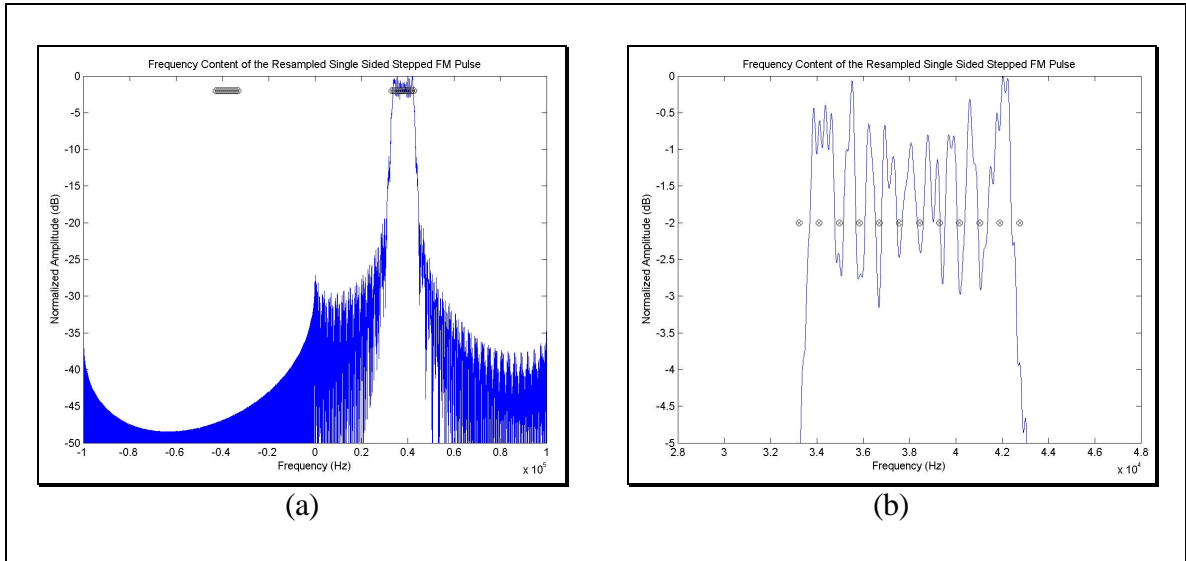 Frequency Content of the Resampled Single Sided Stepped FM Pulse
Normalized Amplitude (dB)
0
-5
-10
-15
-20
-25
-30
-35
-40
-45
-50
-1 -0.8 -0.6 -0.4 -0.2 0 0.2 0.4 0.6 0.8 1
Frequency (Hz)
x 10^5
(a)
Frequency Content of the Resampled Single Sided Stepped FM Pulse
Normalized Amplitude (dB)
0
-0.5
-1
-1.5
-2
-2.5
-3
-3.5
-4
-4.5
-5
2.8 3 3.2 3.4 3.6 3.8 4 4.2 4.4 4.6 4.8
Frequency (Hz)
x 10^4
(b)